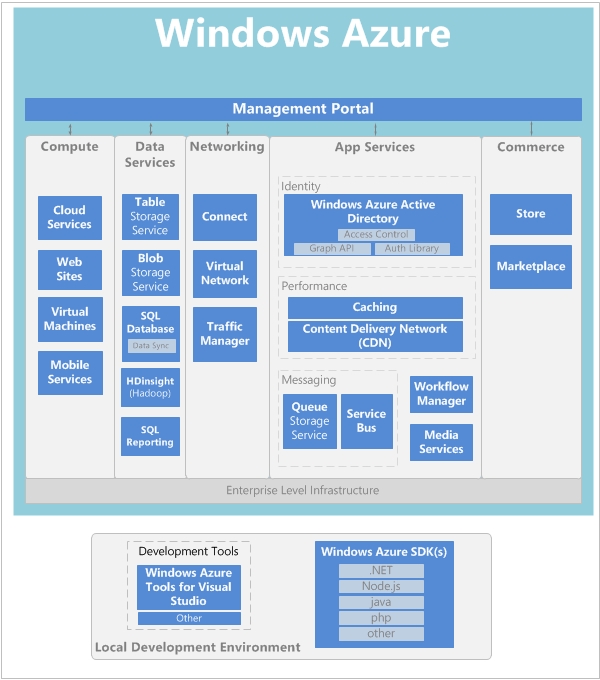 Windows Azure
Management Portal
Compute
Cloud
Services
Web
Sites
Virtual
Machines
Mobile
Services
Data
Services
Table
Storage
Service
Blob
Storage
Service
SQL
Database
Data Sync
HDinsight
(Hadoop)
SQL
Reporting
Networking
Connect
Virtual
Network
Traffic
Manager
App Services
Identity
Windows Azure Active
Directory
Access Control
Graph API
Auth Library
Performance
Caching
Content Delivery Network
(CDN)
Messaging
Queue
Storage
Service
Service
Bus
Workflow
Manager
Media
Services
Commerce
Store
Marketplace
Enterprise Level Infrastructure
Development Tools
Windows Azure
Tools for Visual
Studio
Other
Windows Azure SDK(s)
.NET
Node.js
java
php
other
Local Development Environment